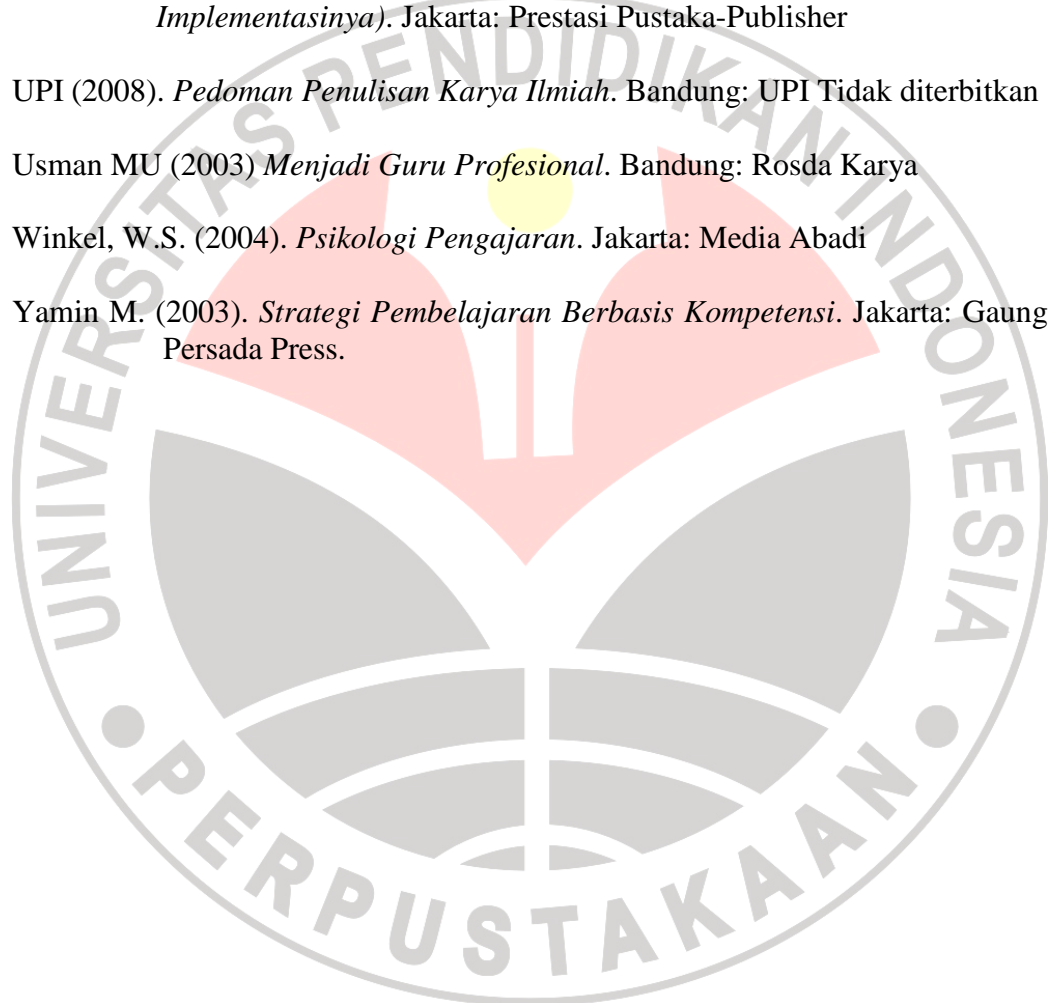 Implementasinya). Jakarta: Prestasi Pustaka-Publisher
UPI (2008). Pedoman Penulisan Karya Ilmiah. Bandung: UPI Tidak diterbitkan
Usman MU (2003) Menjadi Guru Profesional. Bandung: Rosda Karya
Winkel, W.S. (2004). Psikologi Pengajaran. Jakarta: Media Abadi
Yamin M. (2003). Strategi Pembelajaran Berbasis Kompetensi. Jakarta: Gaung
Persada Press.
UNIVERSITAS PENDIDIKAN INDONESIA
PERPUSTAKAAN